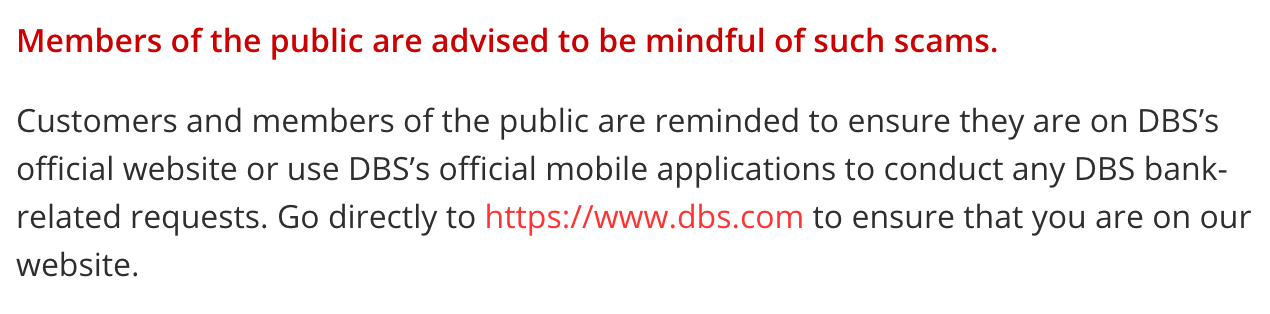 Members of the public are advised to be mindful of such scams.
Customers and members of the public are reminded to ensure they are on DBS’s
official website or use DBS’s official mobile applications to conduct any DBS bank-
related requests. Go directly to https://www.dbs.com to ensure that you are on our
website.